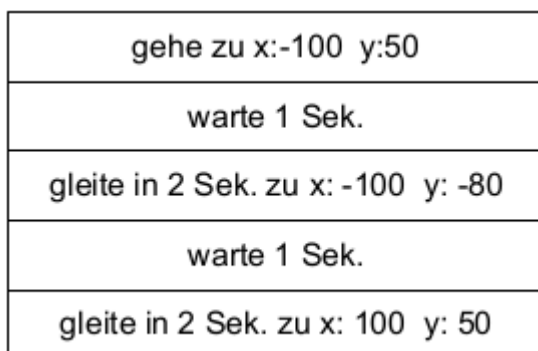 gehe zu x:-100 y:50
warte 1 Sek.
gleite in 2 Sek. zu x: -100 y: -80
warte 1 Sek.
gleite in 2 Sek. zu x: 100 y: 50